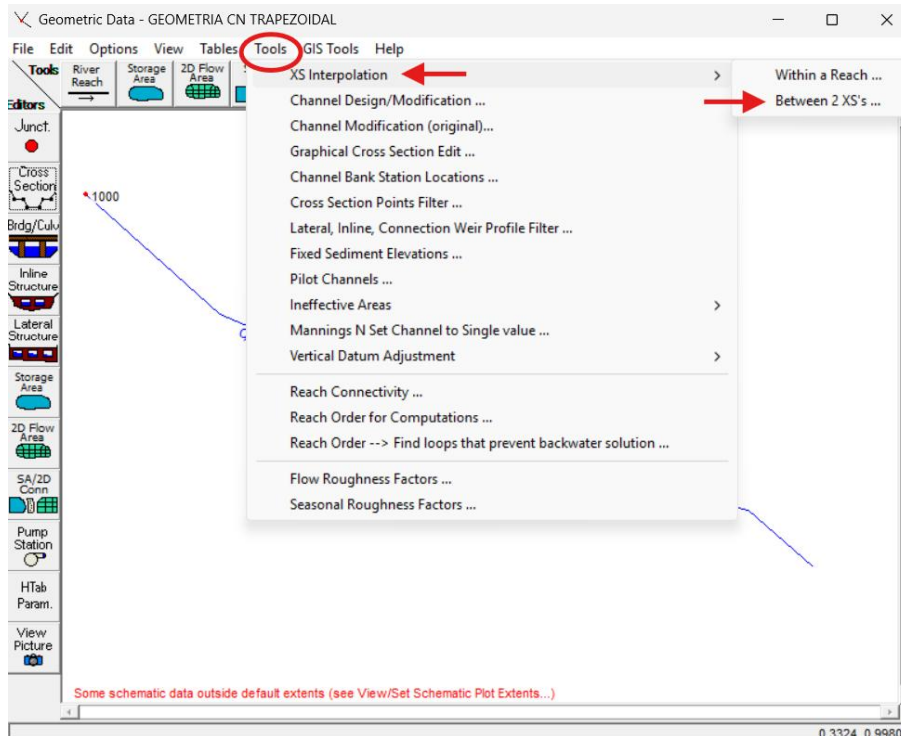 Geometric Data - GEOMETRIA CN TRAPEZOIDAL
File Edit Options View Tables Tools GIS Tools Help
Tools
Editors
River Reach
Storage Area
2D Flow Area
Junct.
Cross Section
Brdg/Culv
Inline Structure
Lateral Structure
Storage Area
2D Flow Area
SA/2D Conn
Pump Station
HTab Param.
View Picture
1000
XS Interpolation
Channel Design/Modification ...
Channel Modification (original)...
Graphical Cross Section Edit ...
Channel Bank Station Locations ...
Cross Section Points Filter ...
Lateral, Inline, Connection Weir Profile Filter ...
Fixed Sediment Elevations ...
Pilot Channels ...
Ineffective Areas
Mannings N Set Channel to Single value ...
Vertical Datum Adjustment
Reach Connectivity ...
Reach Order for Computations ...
Reach Order --> Find loops that prevent backwater solution ...
Flow Roughness Factors ...
Seasonal Roughness Factors ...
Within a Reach ...
Between 2 XS's ...
Some schematic data outside default extents (see View/Set Schematic Plot Extents...)
0.3324, 0.9980